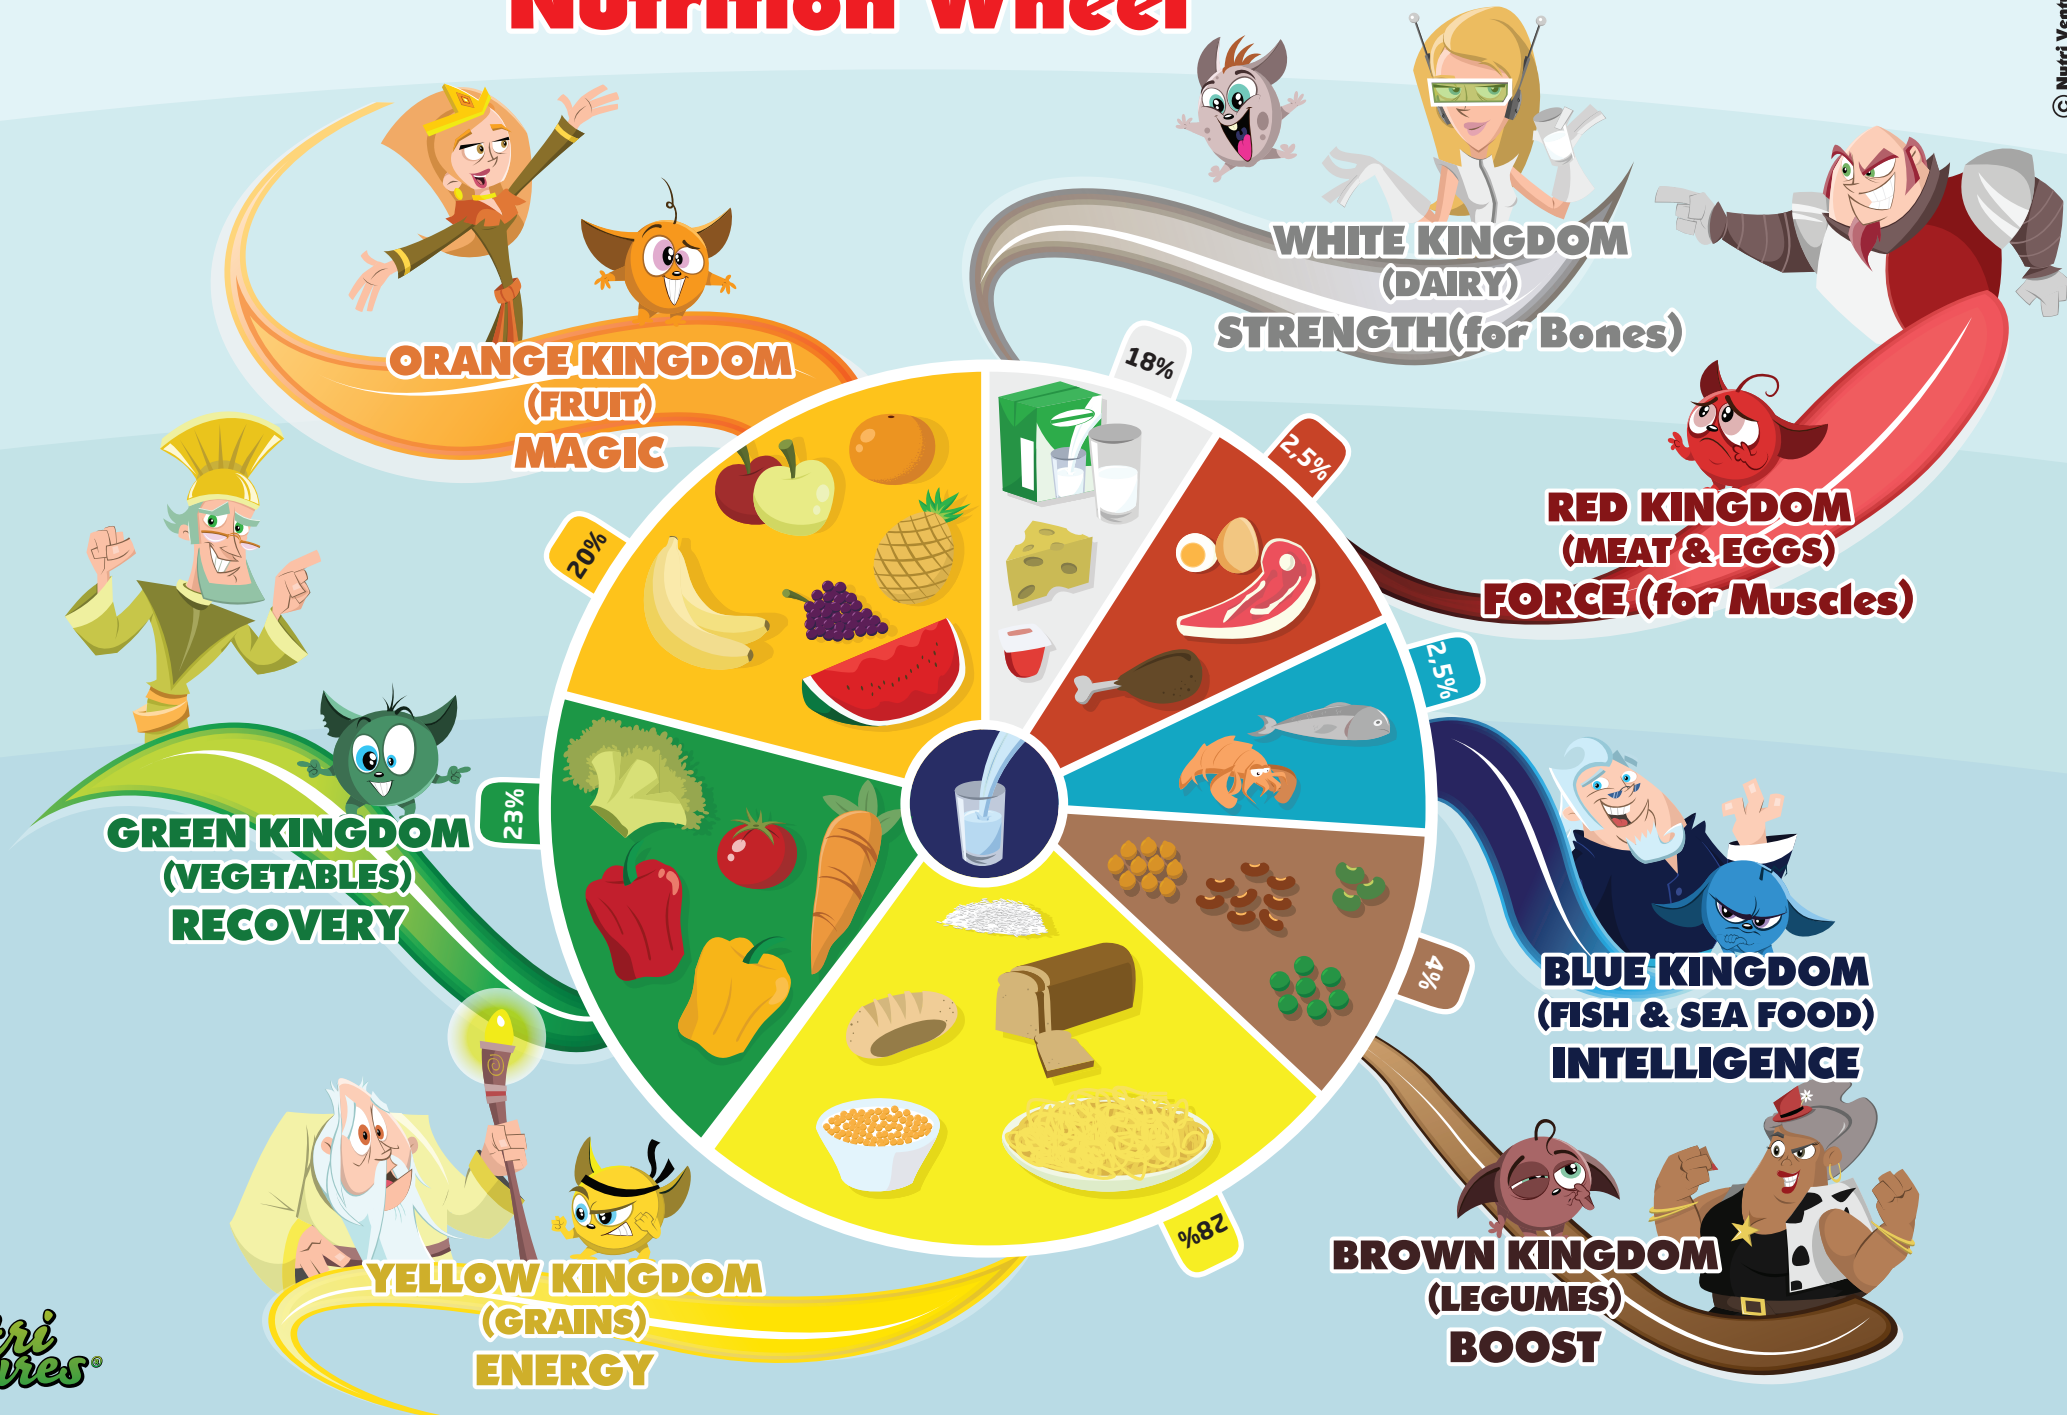 Nutrition Wheel
ORANGE KINGDOM
(FRUIT)
MAGIC
WHITE KINGDOM
(DAIRY)
STRENGTH(for Bones)
RED KINGDOM
(MEAT & EGGS)
FORCE (for Muscles)
GREEN KINGDOM
(VEGETABLES)
RECOVERY
BLUE KINGDOM
(FISH & SEA FOOD)
INTELLIGENCE
YELLOW KINGDOM
(GRAINS)
ENERGY
BROWN KINGDOM
(LEGUMES)
BOOST
18%
2,5%
2,5%
4%
28%
23%
20%
© Nutri